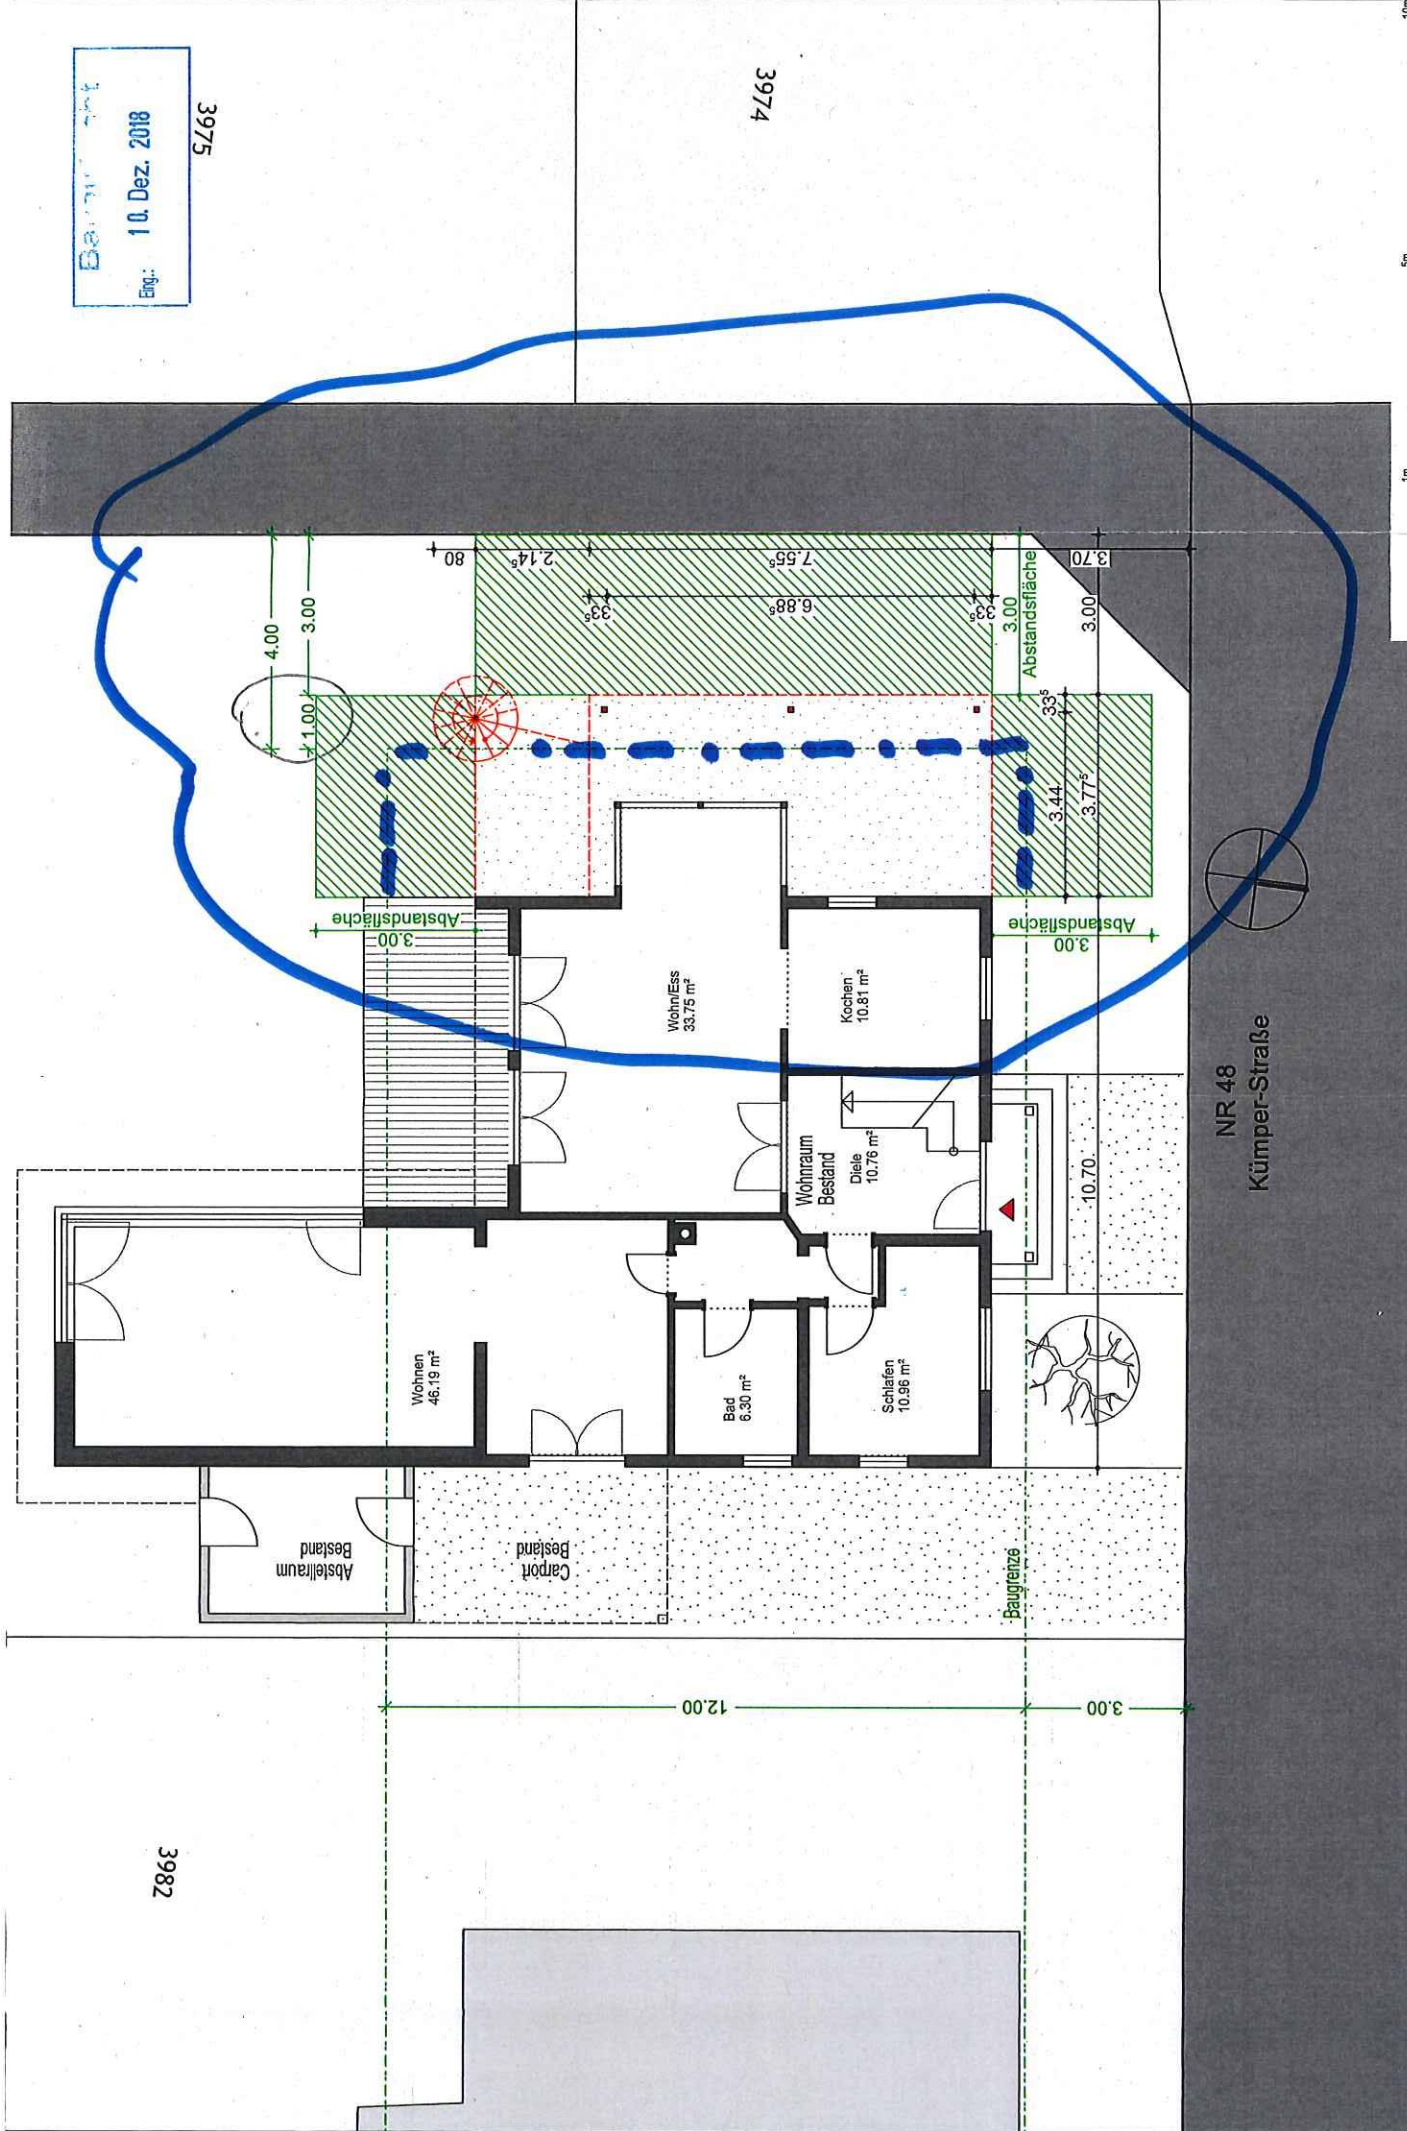 Eing.: 10. Dez. 2018
3975
3974
10m
5m
1m
4.00
3.00
1.00
80
2.14⁵
7.55⁵
33⁵
6.88⁵
33⁵
3.70
3.00
Abstandsfläche
3.00
33⁵
3.44
3.77⁵
Abstandsfläche
3.00
Abstandsfläche
3.00
Wohn/Ess
33.75 m²
Kochen
10.81 m²
Wohnraum
Bestand
Diele
10.76 m²
10.70
NR 48
Kümper-Straße
Wohnen
46.19 m²
Bad
6.30 m²
Schlafen
10.96 m²
Abstellraum
Bestand
Carport
Bestand
Baugrenze
12.00
3.00
3982